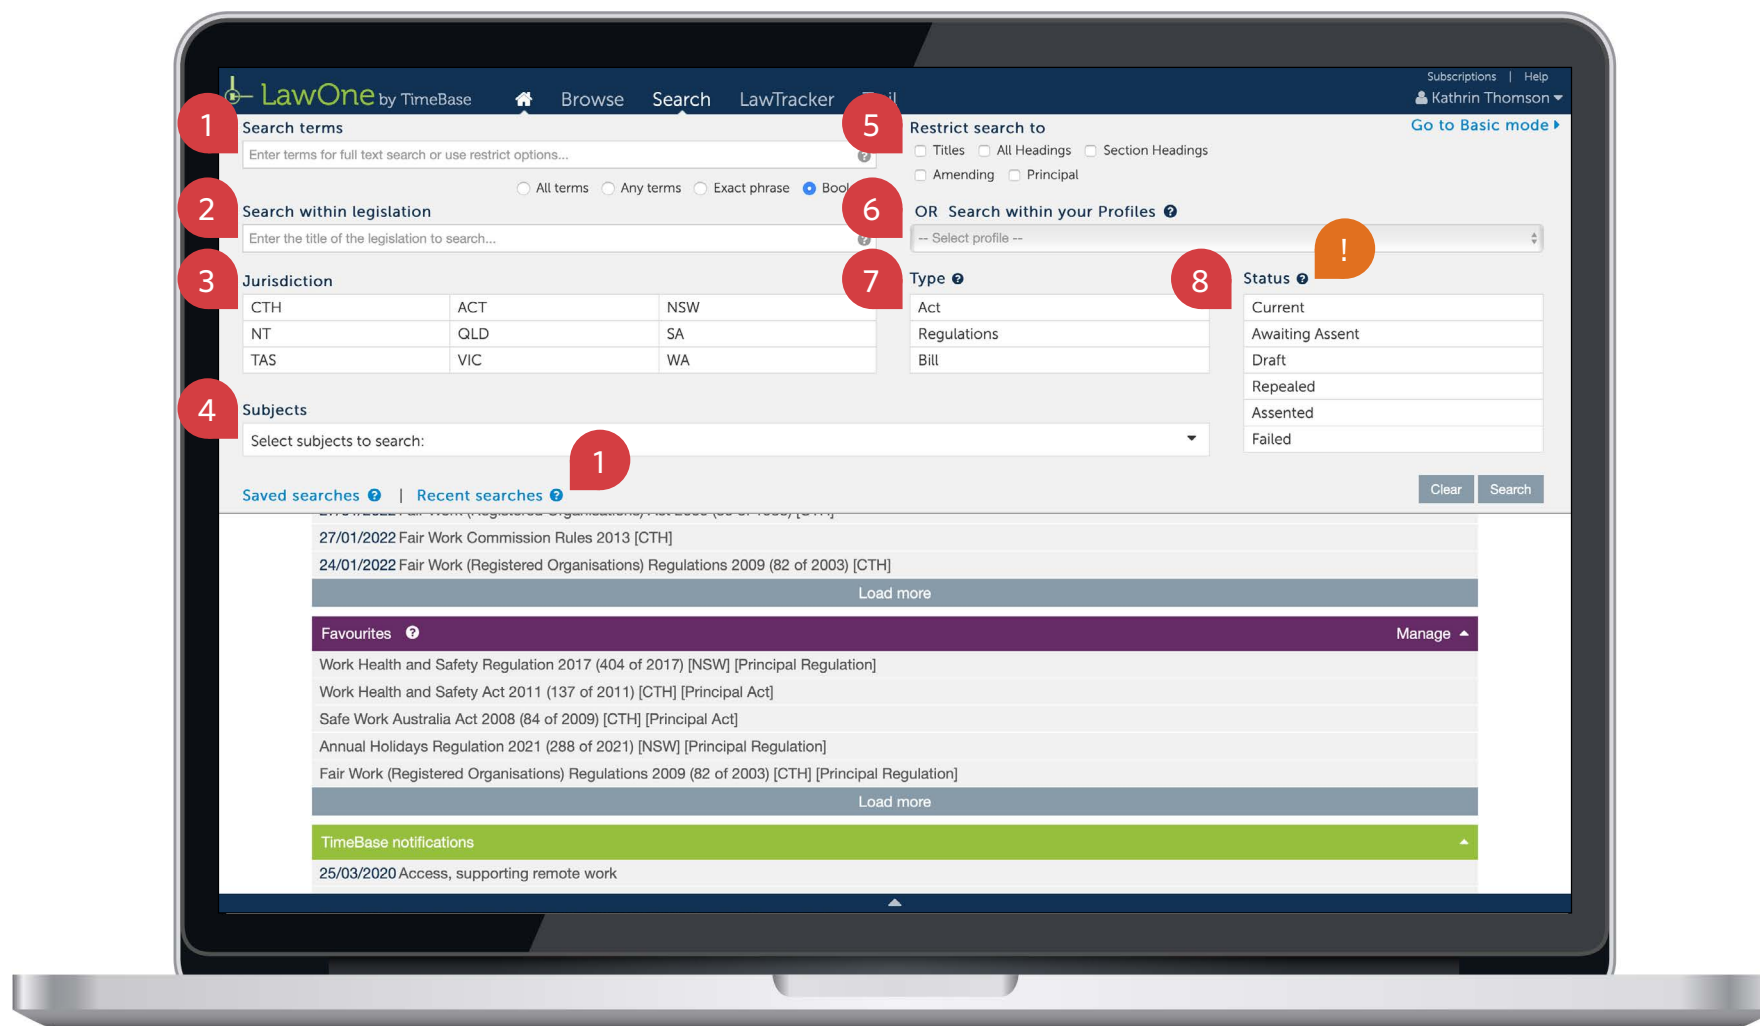 Subscriptions | Help
LawOne by TimeBase Browse Search LawTracker
Kathrin Thomson
1 Search terms
5 Restrict search to
Go to Basic mode
Enter terms for full text search or use restrict options...
Titles All Headings Section Headings
Amending Principal
All terms Any terms Exact phrase
2 Search within legislation
6 OR Search within your Profiles
Enter the title of the legislation to search...
-- Select profile --
!
3 Jurisdiction
7 Type
8 Status
CTH ACT NSW
Act
Current
NT QLD SA
Regulations
Awaiting Assent
TAS VIC WA
Bill
Draft
Repealed
4 Subjects
Assented
Select subjects to search:
Failed
1
Saved searches | Recent searches
Clear Search
27/01/2022 Fair Work Commission Rules 2013 [CTH]
24/01/2022 Fair Work (Registered Organisations) Regulations 2009 (82 of 2003) [CTH]
Load more
Favourites
Manage
Work Health and Safety Regulation 2017 (404 of 2017) [NSW] [Principal Regulation]
Work Health and Safety Act 2011 (137 of 2011) [CTH] [Principal Act]
Safe Work Australia Act 2008 (84 of 2009) [CTH] [Principal Act]
Annual Holidays Regulation 2021 (288 of 2021) [NSW] [Principal Regulation]
Fair Work (Registered Organisations) Regulations 2009 (82 of 2003) [CTH] [Principal Regulation]
Load more
TimeBase notifications
25/03/2020 Access, supporting remote work